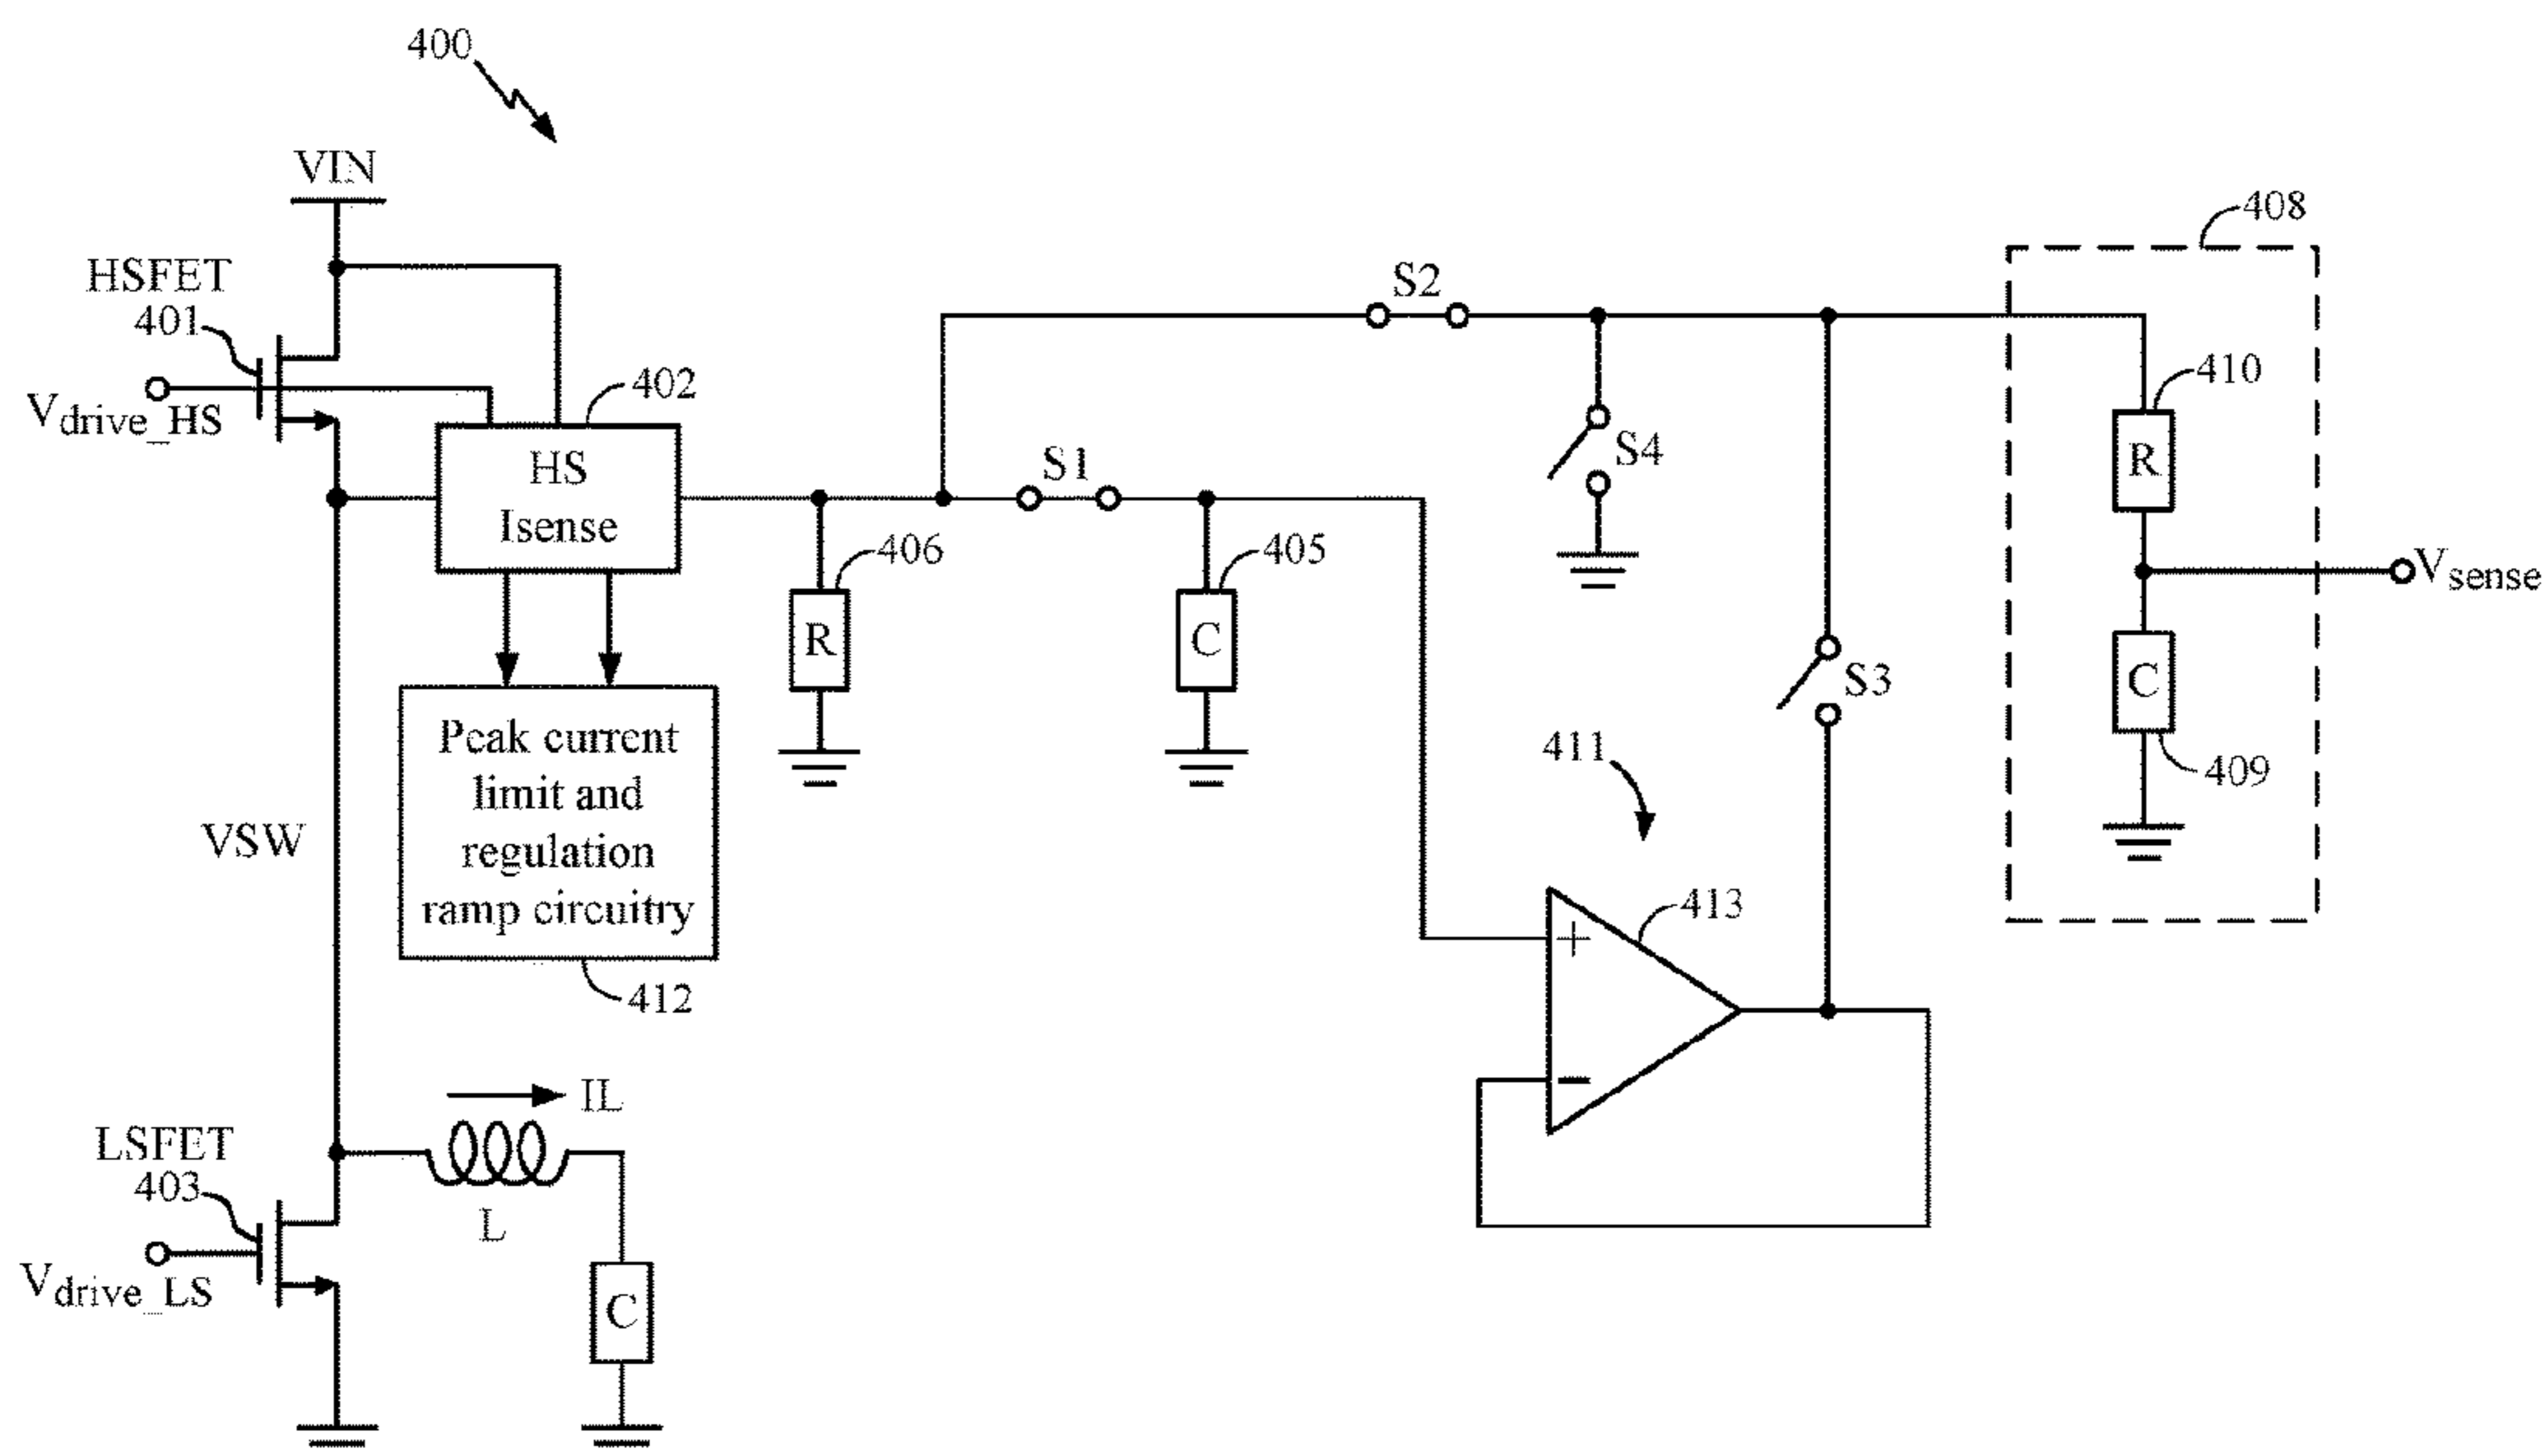 400
VIN
HSFET
401
Vdrive_HS
402
HS
Isense
S1
S2
S4
408
410
R
Vsense
C
409
406
R
405
C
S3
Peak current
limit and
regulation
ramp circuitry
412
VSW
411
413
+
−
IL
L
LSFET
403
Vdrive_LS
C